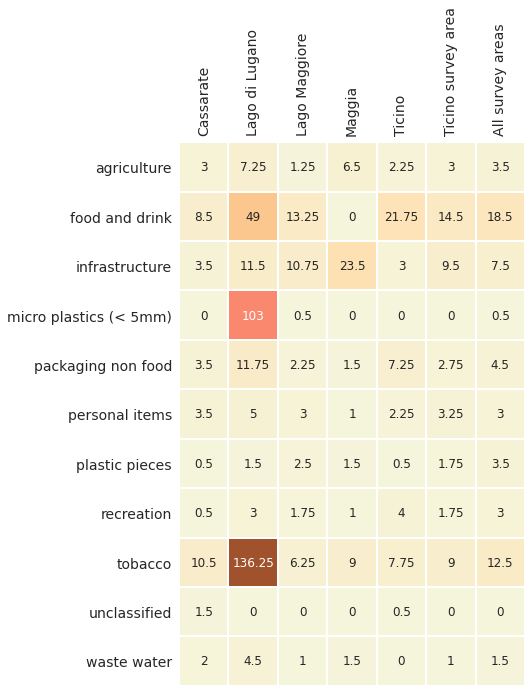 Cassarate Lago di Lugano Lago Maggiore Maggia Ticino Ticino survey area All survey areas
agriculture 3 7.25 1.25 6.5 2.25 3 3.5
food and drink 8.5 49 13.25 0 21.75 14.5 18.5
infrastructure 3.5 11.5 10.75 23.5 3 9.5 7.5
micro plastics (< 5mm) 0 103 0.5 0 0 0 0.5
packaging non food 3.5 11.75 2.25 1.5 7.25 2.75 4.5
personal items 3.5 5 3 1 2.25 3.25 3
plastic pieces 0.5 1.5 2.5 1.5 0.5 1.75 3.5
recreation 0.5 3 1.75 1 4 1.75 3
tobacco 10.5 136.25 6.25 9 7.75 9 12.5
unclassified 1.5 0 0 0 0.5 0 0
waste water 2 4.5 1 1.5 0 1 1.5